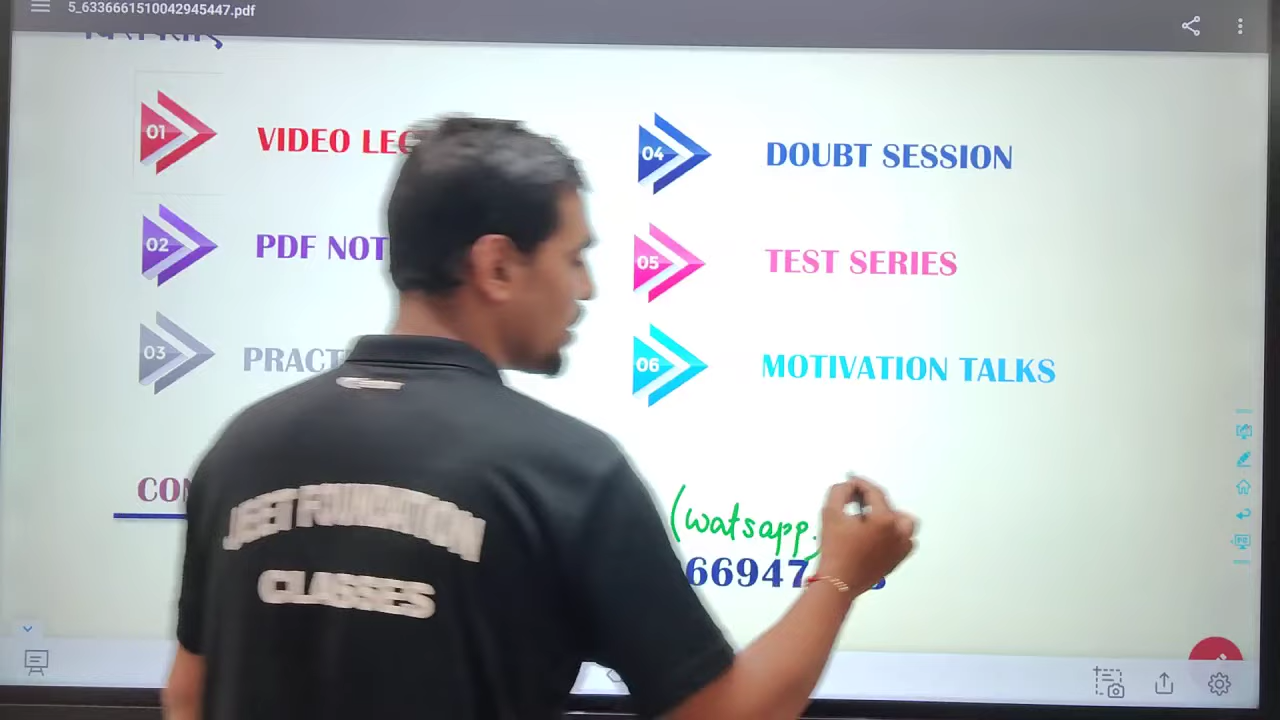 5_6336661510042945447.pdf
01 VIDEO LEC
04 DOUBT SESSION
02 PDF NOT
05 TEST SERIES
03 PRACT
06 MOTIVATION TALKS
CON
(watsapp.
66947
JEET FOUNDATION
CLASSES